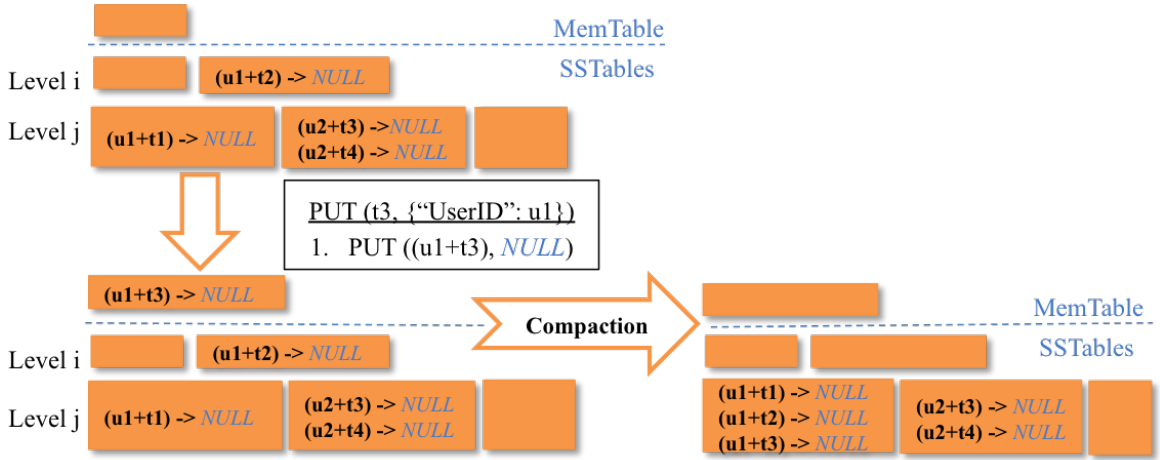 MemTable
SSTables
Level i
(u1+t2) -> NULL
Level j
(u1+t1) -> NULL
(u2+t3) ->NULL
(u2+t4) -> NULL
PUT (t3, {“UserID”: u1})
1. PUT ((u1+t3), NULL)
(u1+t3) -> NULL
Level i
(u1+t2) -> NULL
Level j
(u1+t1) -> NULL
(u2+t3) -> NULL
(u2+t4) -> NULL
Compaction
MemTable
SSTables
(u1+t1) -> NULL
(u1+t2) -> NULL
(u1+t3) -> NULL
(u2+t3) -> NULL
(u2+t4) -> NULL